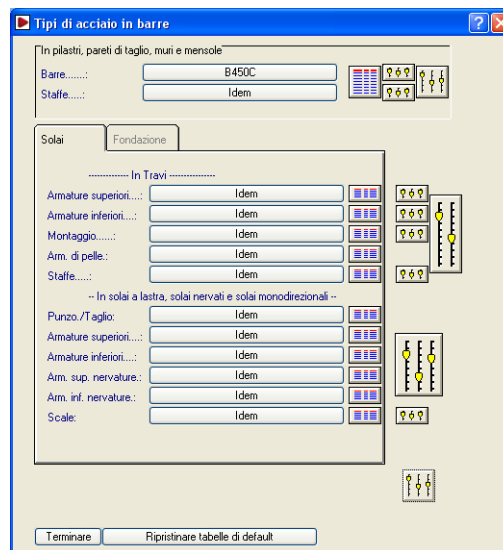 Tipi di acciaio in barre
In pilastri, pareti di taglio, muri e mensole
Barre.......: B450C
Staffe.....: Idem
Solai Fondazione
-------------- In Travi ----------------
Armature superiori....: Idem
Armature inferiori....: Idem
Montaggio......: Idem
Arm. di pelle.: Idem
Staffe.....: Idem
-- In solai a lastra, solai nervati e solai monodirezionali --
Punzo./Taglio: Idem
Armature superiori....: Idem
Armature inferiori....: Idem
Arm. sup. nervature.: Idem
Arm. inf. nervature.: Idem
Scale: Idem
Terminare Ripristinare tabelle di default